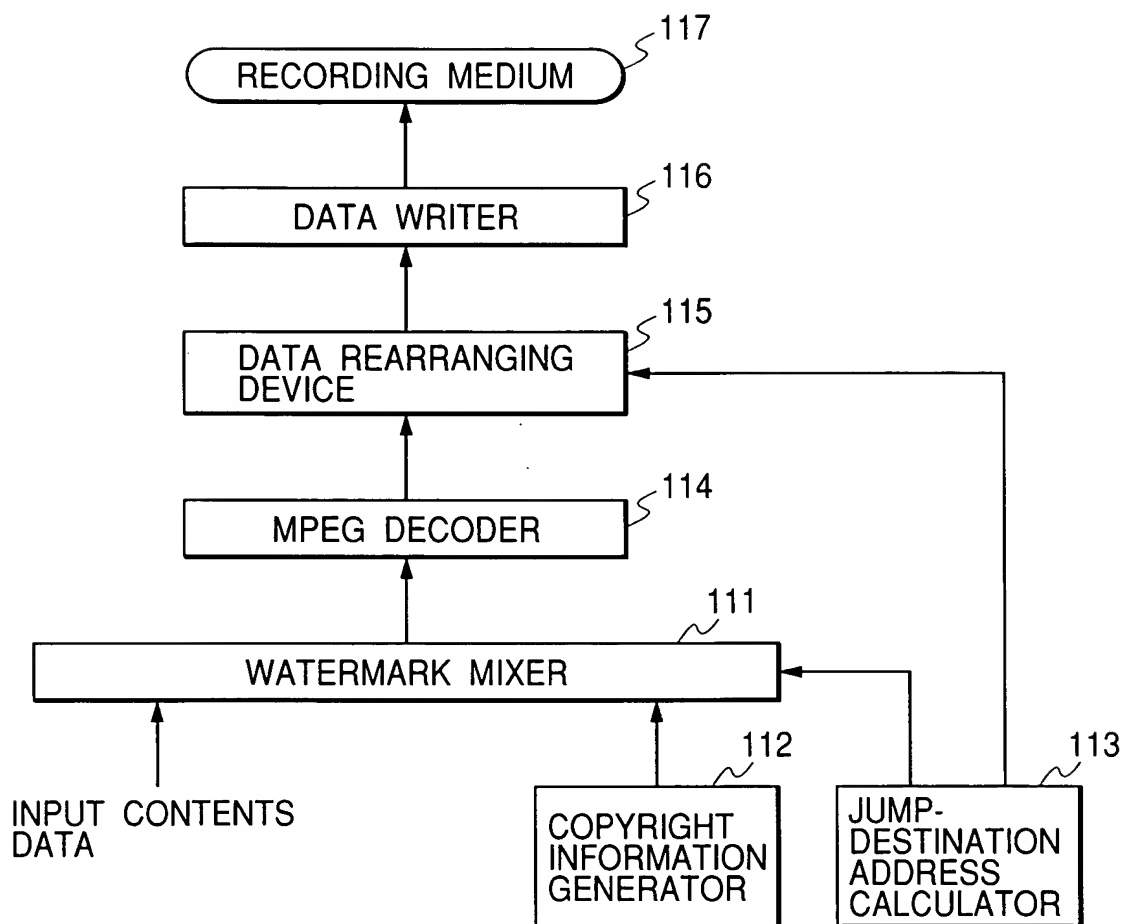 117
RECORDING MEDIUM
116
DATA WRITER
115
DATA REARRANGING
DEVICE
114
MPEG DECODER
111
WATERMARK MIXER
INPUT CONTENTS
DATA
112
COPYRIGHT
INFORMATION
GENERATOR
113
JUMP-
DESTINATION
ADDRESS
CALCULATOR